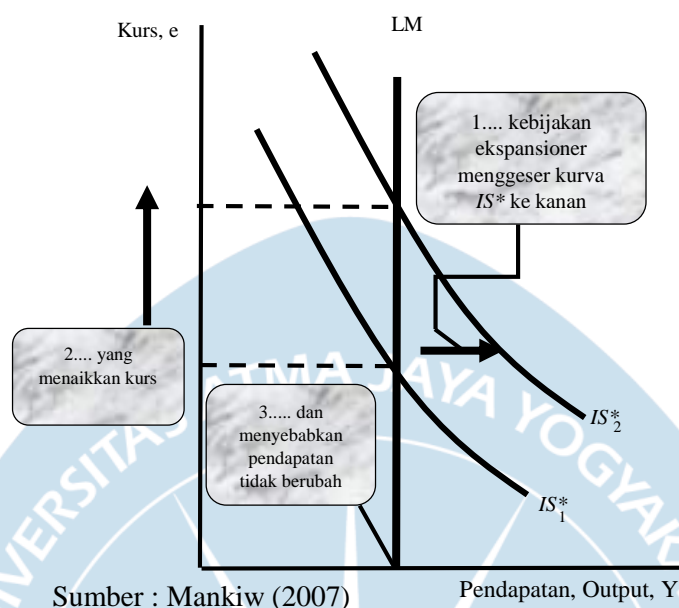 Kurs, e
LM
1.... kebijakan
ekspansioner
menggeser kurva
IS* ke kanan
2.... yang
menaikkan kurs
3..... dan
menyebabkan
pendapatan
tidak berubah
IS*2
IS*1
Sumber : Mankiw (2007)
Pendapatan, Output, Y